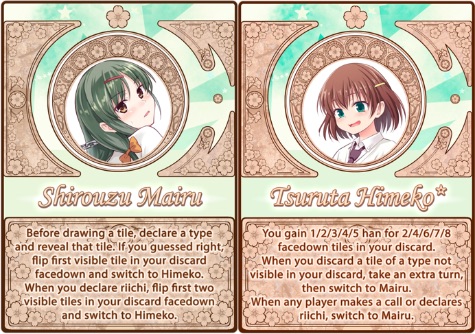 Shirouzu Mairu
Before drawing a tile, declare a type
and reveal that tile. If you guessed right,
flip first visible tile in your discard
facedown and switch to Himeko.
When you declare riichi, flip first two
visible tiles in your discard facedown
and switch to Himeko.
Tsuruta Himeko*
You gain 1/2/3/4/5 han for 2/4/6/7/8
facedown tiles in your discard.
When you discard a tile of a type not
visible in your discard, take an extra turn,
then switch to Mairu.
When any player makes a call or declares
riichi, switch to Mairu.